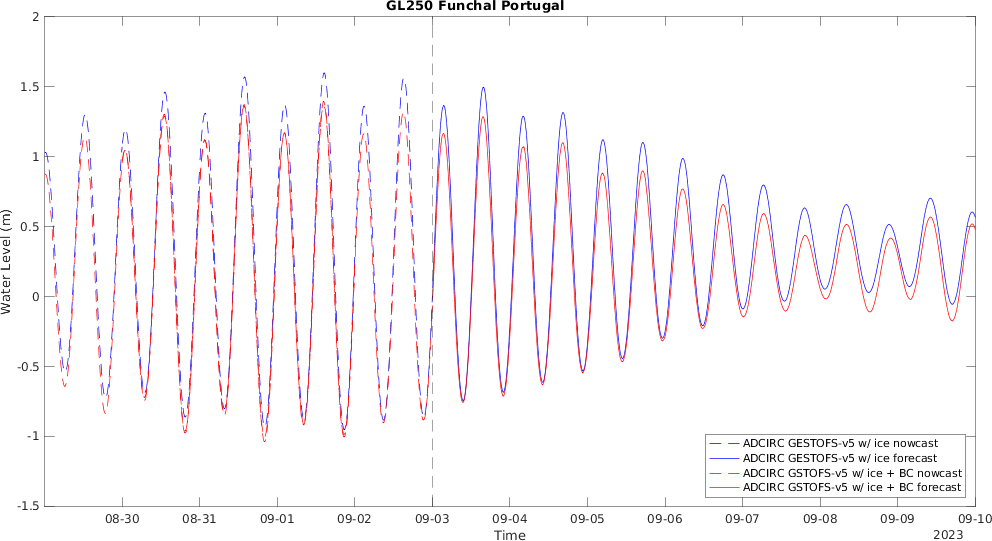 GL250 Funchal Portugal
2
1.5
1
0.5
0
-0.5
-1
-1.5
Water Level (m)
ADCIRC GESTOFS-v5 w/ ice nowcast
ADCIRC GESTOFS-v5 w/ ice forecast
ADCIRC GSTOFS-v5 w/ ice + BC nowcast
ADCIRC GSTOFS-v5 w/ ice + BC forecast
08-30 08-31 09-01 09-02 09-03 09-04 09-05 09-06 09-07 09-08 09-09 09-10
Time
2023